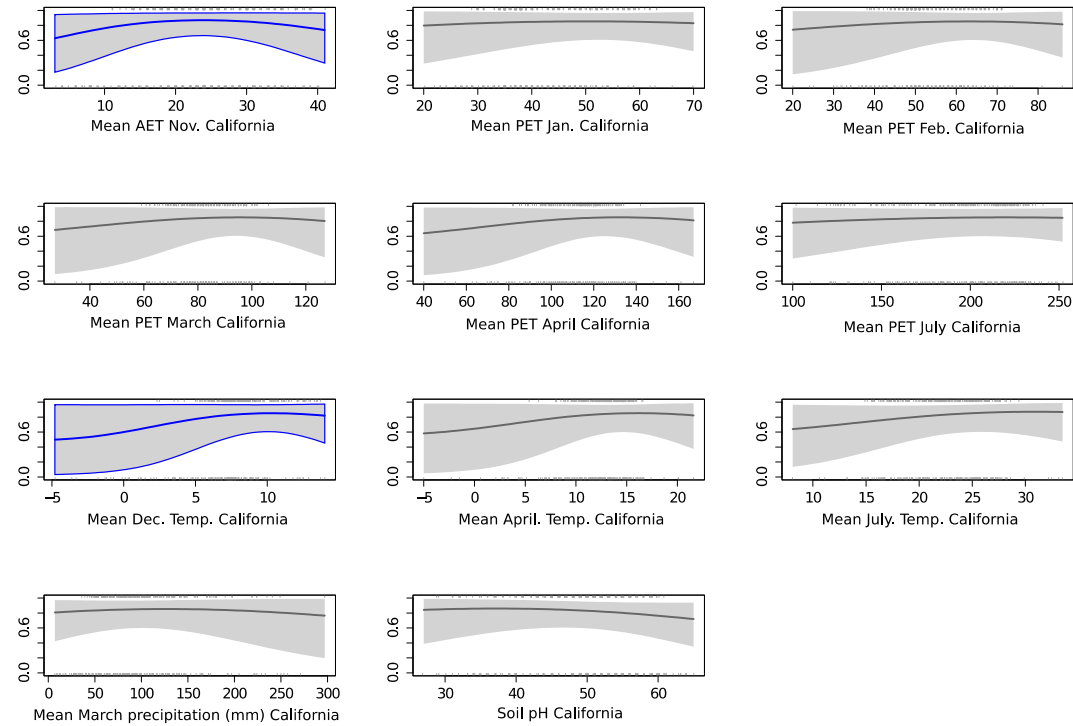 0.0 0.6
10 20 30 40
Mean AET Nov. California
0.0 0.6
20 30 40 50 60 70
Mean PET Jan. California
0.0 0.6
20 30 40 50 60 70 80
Mean PET Feb. California
0.0 0.6
40 60 80 100 120
Mean PET March California
0.0 0.6
40 60 80 100 120 140 160
Mean PET April California
0.0 0.6
100 150 200 250
Mean PET July California
0.0 0.6
−5 0 5 10
Mean Dec. Temp. California
0.0 0.6
−5 0 5 10 15 20
Mean April. Temp. California
0.0 0.6
10 15 20 25 30
Mean July. Temp. California
0.0 0.6
0 50 100 150 200 250 300
Mean March precipitation (mm) California
0.0 0.6
30 40 50 60
Soil pH California